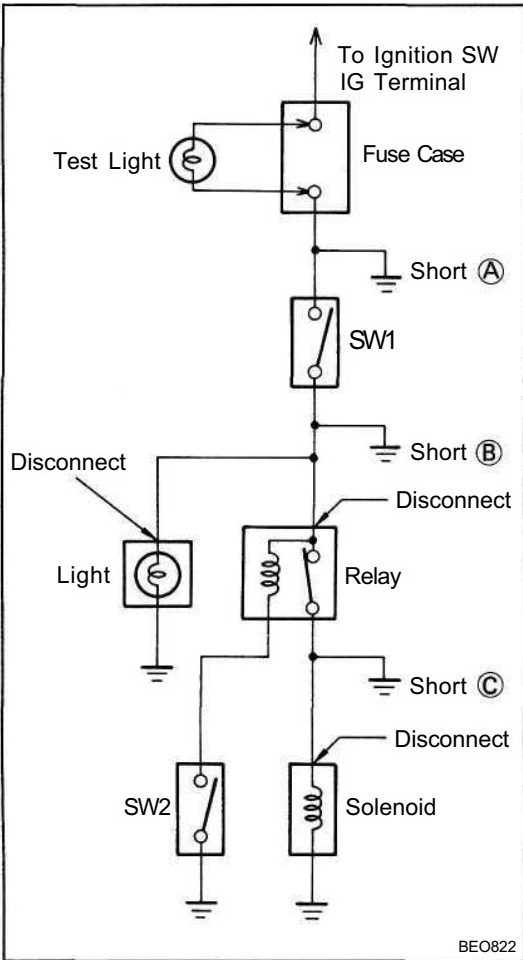 To Ignition SW
IG Terminal
Test Light
Fuse Case
Short Ⓐ
SW1
Short Ⓑ
Disconnect
Disconnect
Light
Relay
Short Ⓒ
Disconnect
SW2
Solenoid
BEO822